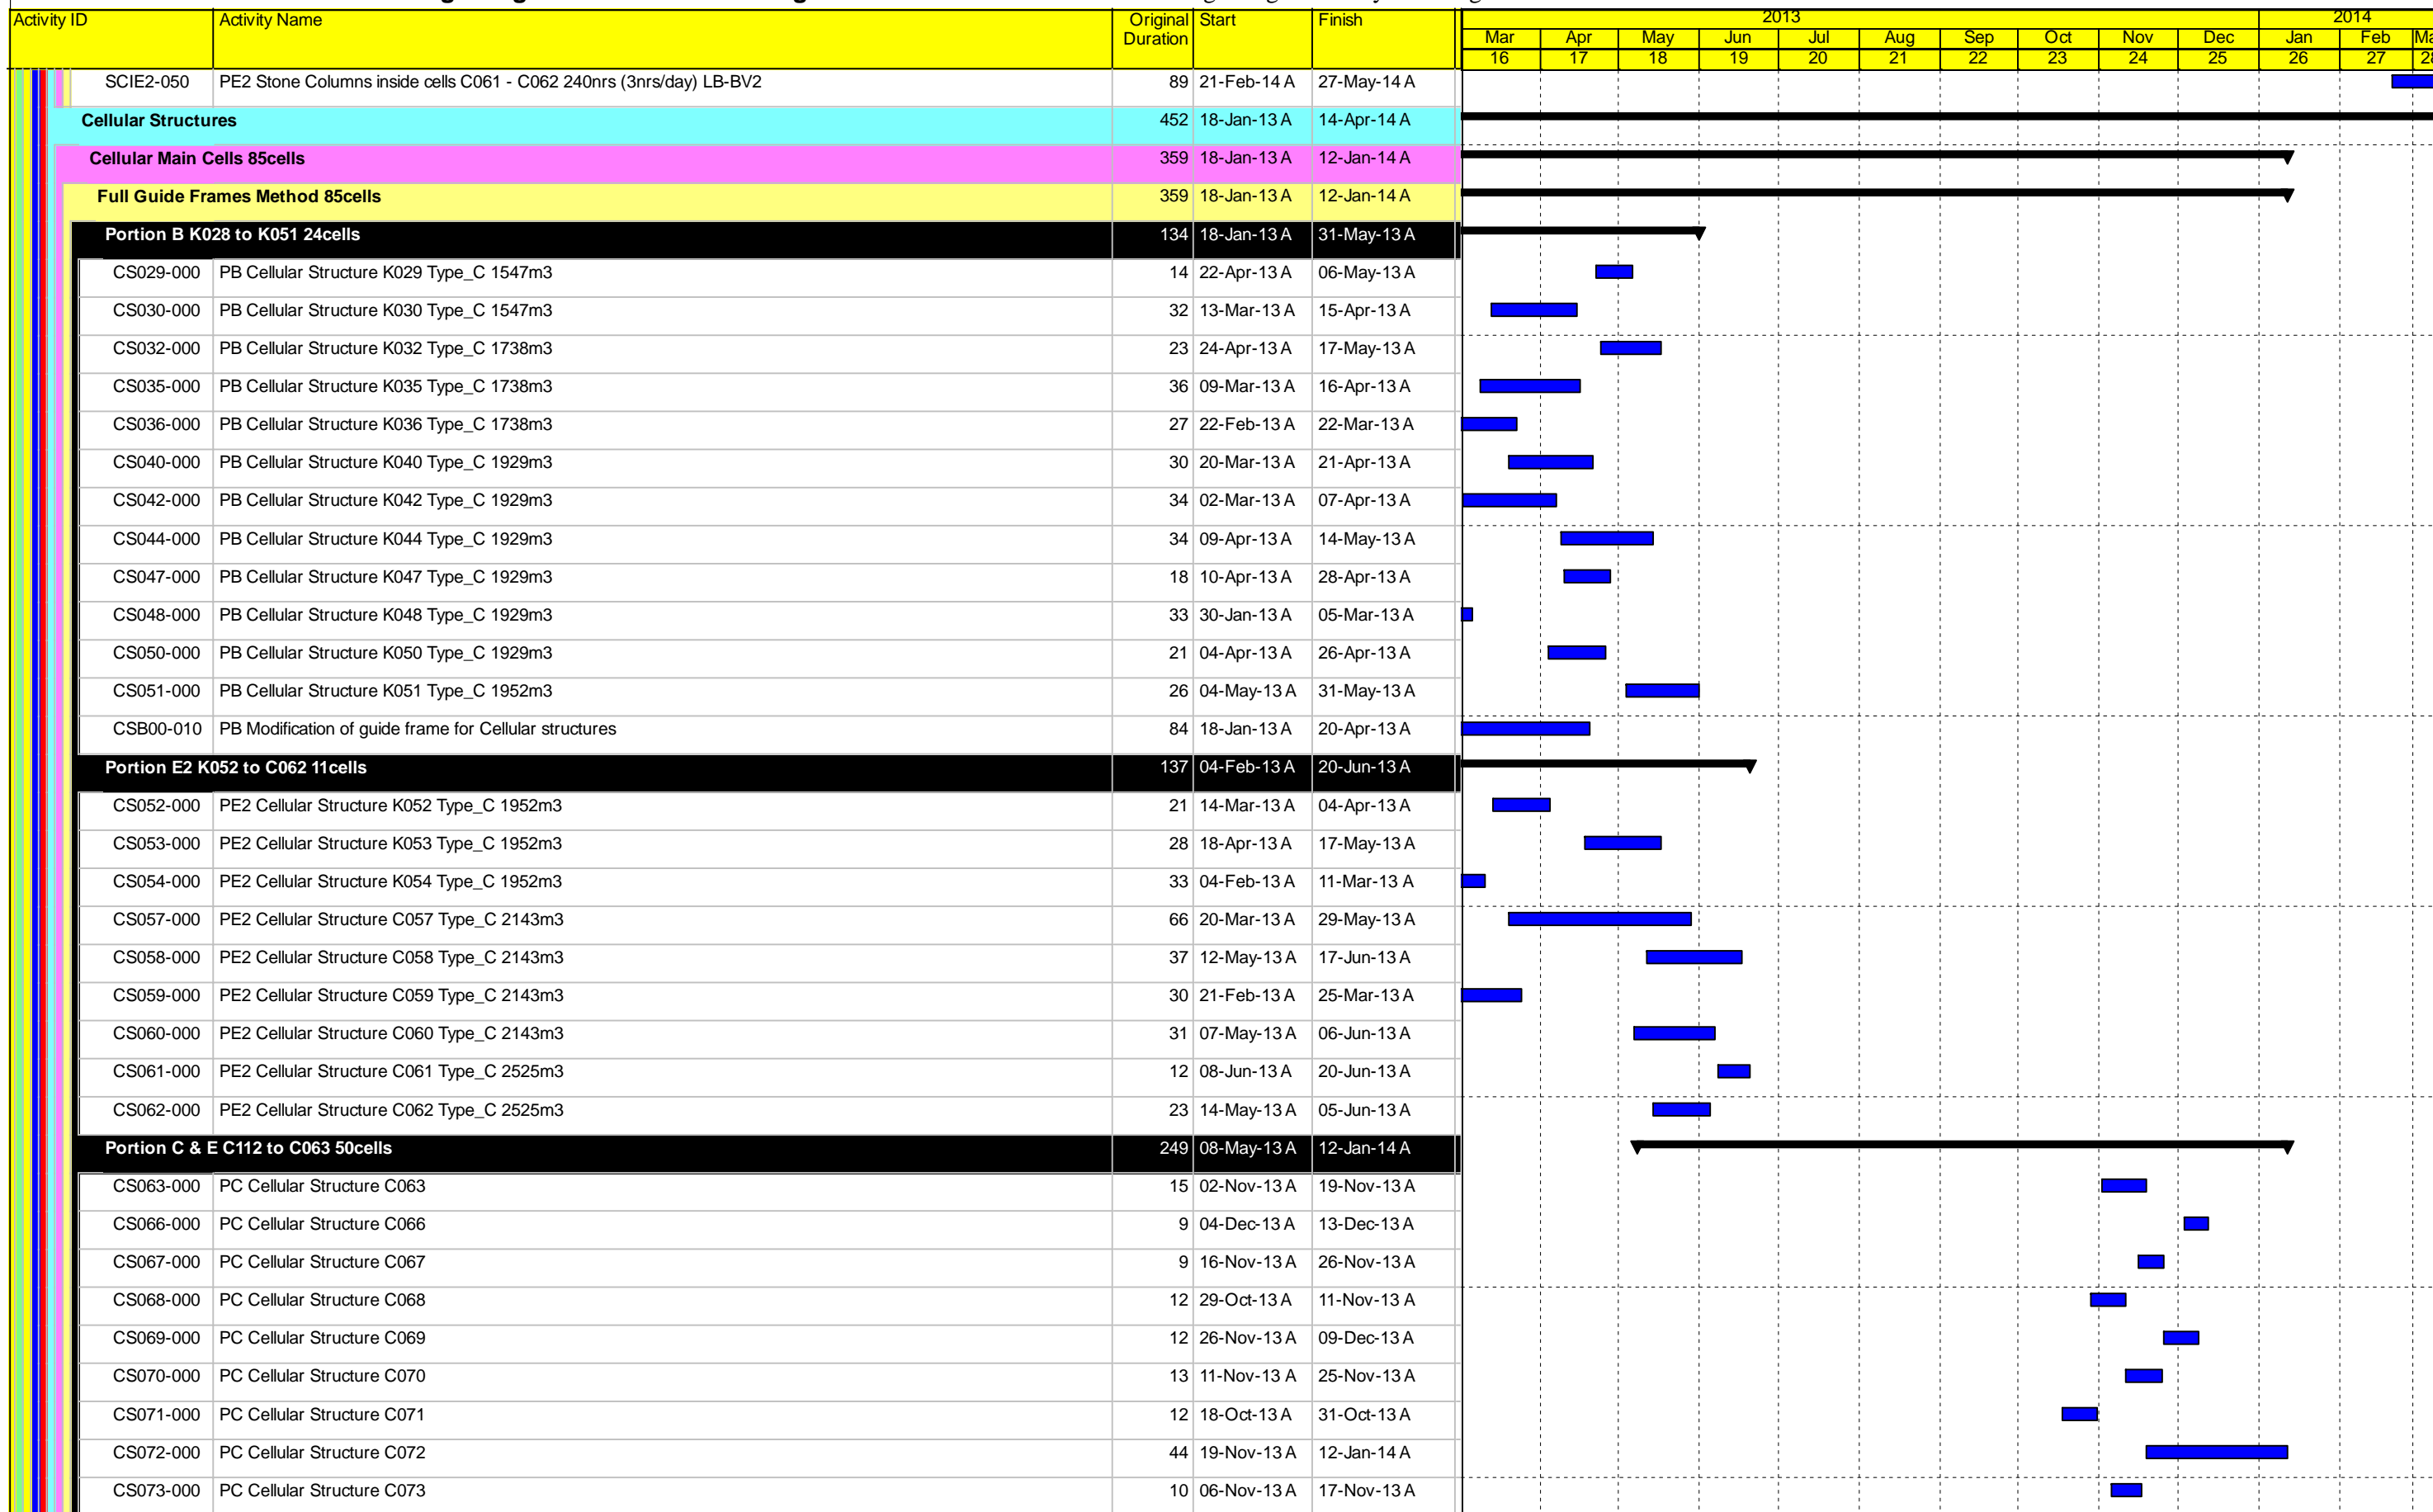 Activity ID Activity Name Original Duration Start Finish 2013 2014
Mar Apr May Jun Jul Aug Sep Oct Nov Dec Jan Feb
16 17 18 19 20 21 22 23 24 25 26 27
SCIE2-050 PE2 Stone Columns inside cells C061 - C062 240nrs (3nrs/day) LB-BV2 89 21-Feb-14 A 27-May-14 A
Cellular Structures 452 18-Jan-13 A 14-Apr-14 A
Cellular Main Cells 85cells 359 18-Jan-13 A 12-Jan-14 A
Full Guide Frames Method 85cells 359 18-Jan-13 A 12-Jan-14 A
Portion B K028 to K051 24cells 134 18-Jan-13 A 31-May-13 A
CS029-000 PB Cellular Structure K029 Type_C 1547m3 14 22-Apr-13 A 06-May-13 A
CS030-000 PB Cellular Structure K030 Type_C 1547m3 32 13-Mar-13 A 15-Apr-13 A
CS032-000 PB Cellular Structure K032 Type_C 1738m3 23 24-Apr-13 A 17-May-13 A
CS035-000 PB Cellular Structure K035 Type_C 1738m3 36 09-Mar-13 A 16-Apr-13 A
CS036-000 PB Cellular Structure K036 Type_C 1738m3 27 22-Feb-13 A 22-Mar-13 A
CS040-000 PB Cellular Structure K040 Type_C 1929m3 30 20-Mar-13 A 21-Apr-13 A
CS042-000 PB Cellular Structure K042 Type_C 1929m3 34 02-Mar-13 A 07-Apr-13 A
CS044-000 PB Cellular Structure K044 Type_C 1929m3 34 09-Apr-13 A 14-May-13 A
CS047-000 PB Cellular Structure K047 Type_C 1929m3 18 10-Apr-13 A 28-Apr-13 A
CS048-000 PB Cellular Structure K048 Type_C 1929m3 33 30-Jan-13 A 05-Mar-13 A
CS050-000 PB Cellular Structure K050 Type_C 1929m3 21 04-Apr-13 A 26-Apr-13 A
CS051-000 PB Cellular Structure K051 Type_C 1952m3 26 04-May-13 A 31-May-13 A
CSB00-010 PB Modification of guide frame for Cellular structures 84 18-Jan-13 A 20-Apr-13 A
Portion E2 K052 to C062 11cells 137 04-Feb-13 A 20-Jun-13 A
CS052-000 PE2 Cellular Structure K052 Type_C 1952m3 21 14-Mar-13 A 04-Apr-13 A
CS053-000 PE2 Cellular Structure K053 Type_C 1952m3 28 18-Apr-13 A 17-May-13 A
CS054-000 PE2 Cellular Structure K054 Type_C 1952m3 33 04-Feb-13 A 11-Mar-13 A
CS057-000 PE2 Cellular Structure C057 Type_C 2143m3 66 20-Mar-13 A 29-May-13 A
CS058-000 PE2 Cellular Structure C058 Type_C 2143m3 37 12-May-13 A 17-Jun-13 A
CS059-000 PE2 Cellular Structure C059 Type_C 2143m3 30 21-Feb-13 A 25-Mar-13 A
CS060-000 PE2 Cellular Structure C060 Type_C 2143m3 31 07-May-13 A 06-Jun-13 A
CS061-000 PE2 Cellular Structure C061 Type_C 2525m3 12 08-Jun-13 A 20-Jun-13 A
CS062-000 PE2 Cellular Structure C062 Type_C 2525m3 23 14-May-13 A 05-Jun-13 A
Portion C & E C112 to C063 50cells 249 08-May-13 A 12-Jan-14 A
CS063-000 PC Cellular Structure C063 15 02-Nov-13 A 19-Nov-13 A
CS066-000 PC Cellular Structure C066 9 04-Dec-13 A 13-Dec-13 A
CS067-000 PC Cellular Structure C067 9 16-Nov-13 A 26-Nov-13 A
CS068-000 PC Cellular Structure C068 12 29-Oct-13 A 11-Nov-13 A
CS069-000 PC Cellular Structure C069 12 26-Nov-13 A 09-Dec-13 A
CS070-000 PC Cellular Structure C070 13 11-Nov-13 A 25-Nov-13 A
CS071-000 PC Cellular Structure C071 12 18-Oct-13 A 31-Oct-13 A
CS072-000 PC Cellular Structure C072 44 19-Nov-13 A 12-Jan-14 A
CS073-000 PC Cellular Structure C073 10 06-Nov-13 A 17-Nov-13 A